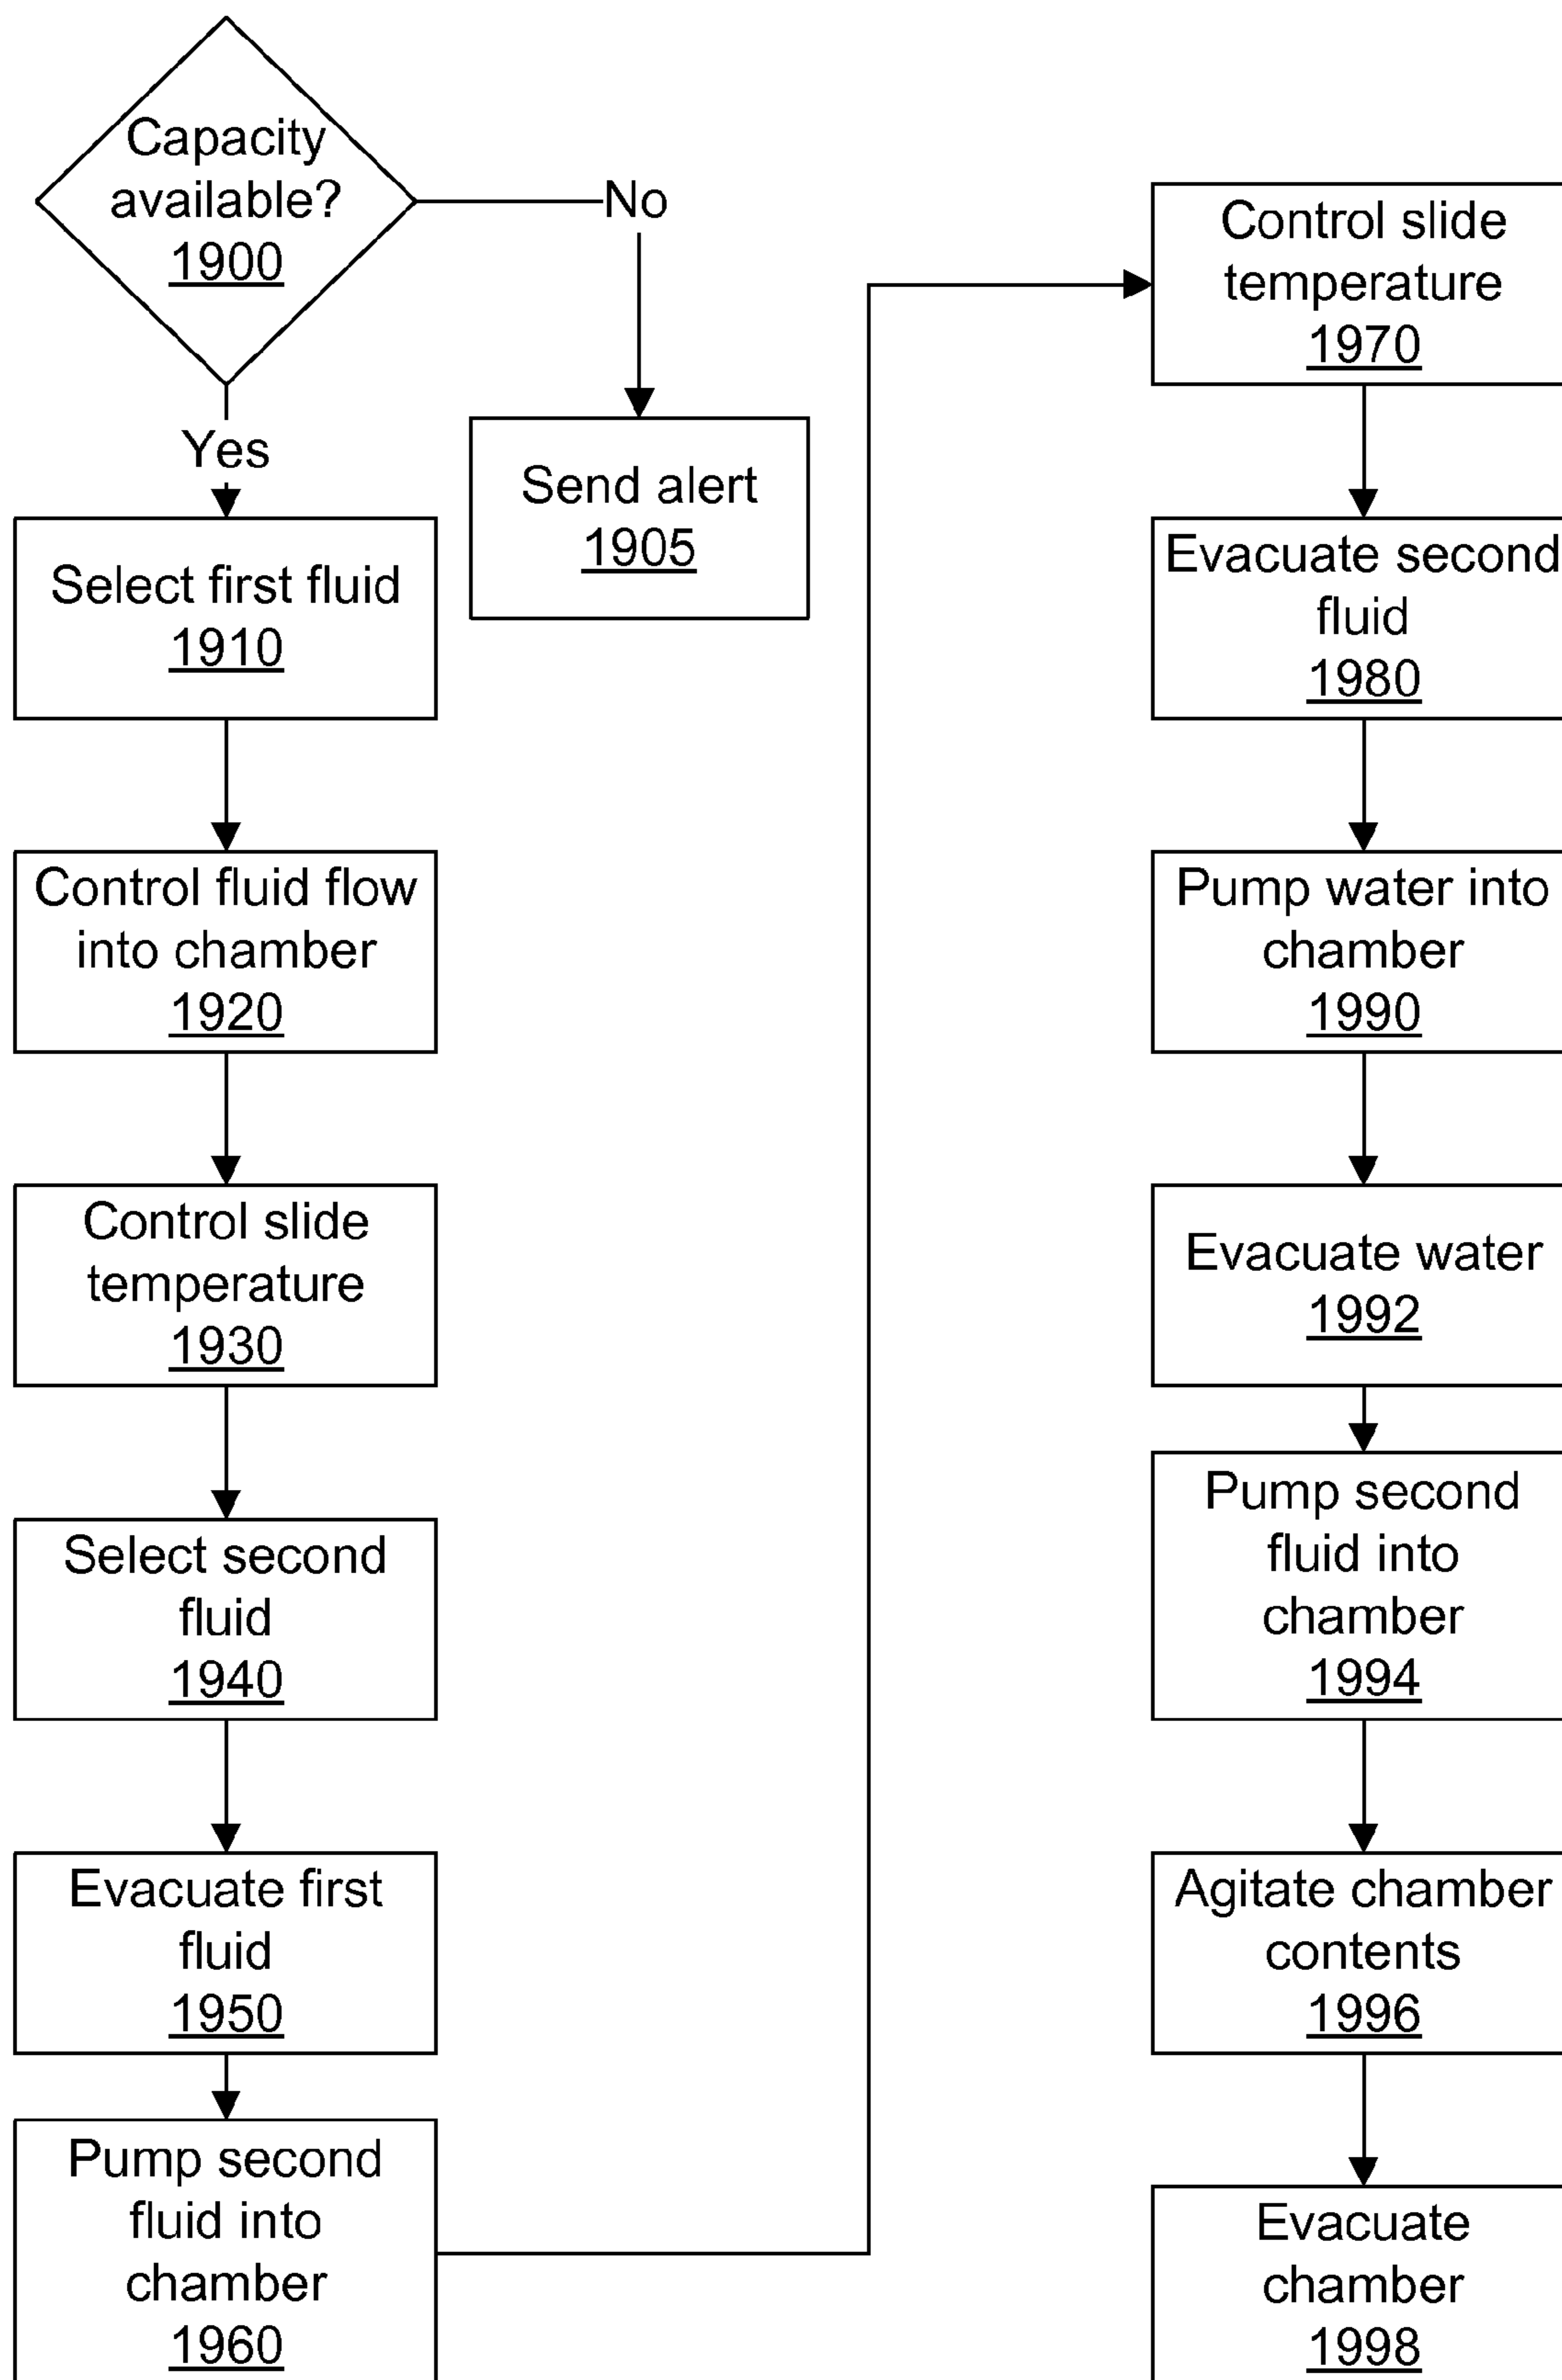 Capacity
available?
1900
No
Yes
Send alert
1905
Select first fluid
1910
Control fluid flow
into chamber
1920
Control slide
temperature
1930
Select second
fluid
1940
Evacuate first
fluid
1950
Pump second
fluid into
chamber
1960
Control slide
temperature
1970
Evacuate second
fluid
1980
Pump water into
chamber
1990
Evacuate water
1992
Pump second
fluid into
chamber
1994
Agitate chamber
contents
1996
Evacuate
chamber
1998